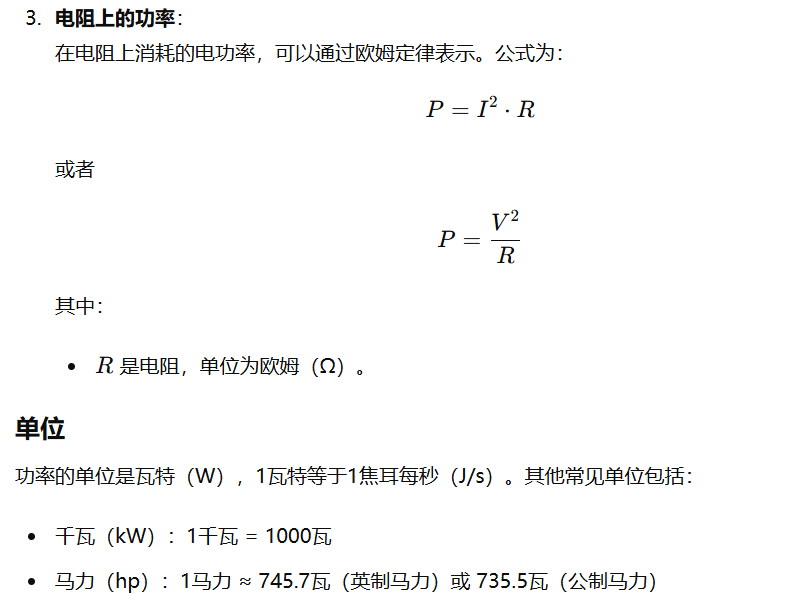 3. 电阻上的功率：
在电阻上消耗的电功率，可以通过欧姆定律表示。公式为：
P = I² · R
或者
P = V² / R
其中：
• R 是电阻，单位为欧姆（Ω）。
单位
功率的单位是瓦特（W），1瓦特等于1焦耳每秒（J/s）。其他常见单位包括：
• 千瓦（kW）：1千瓦 = 1000瓦
• 马力（hp）：1马力 ≈ 745.7瓦（英制马力）或 735.5瓦（公制马力）